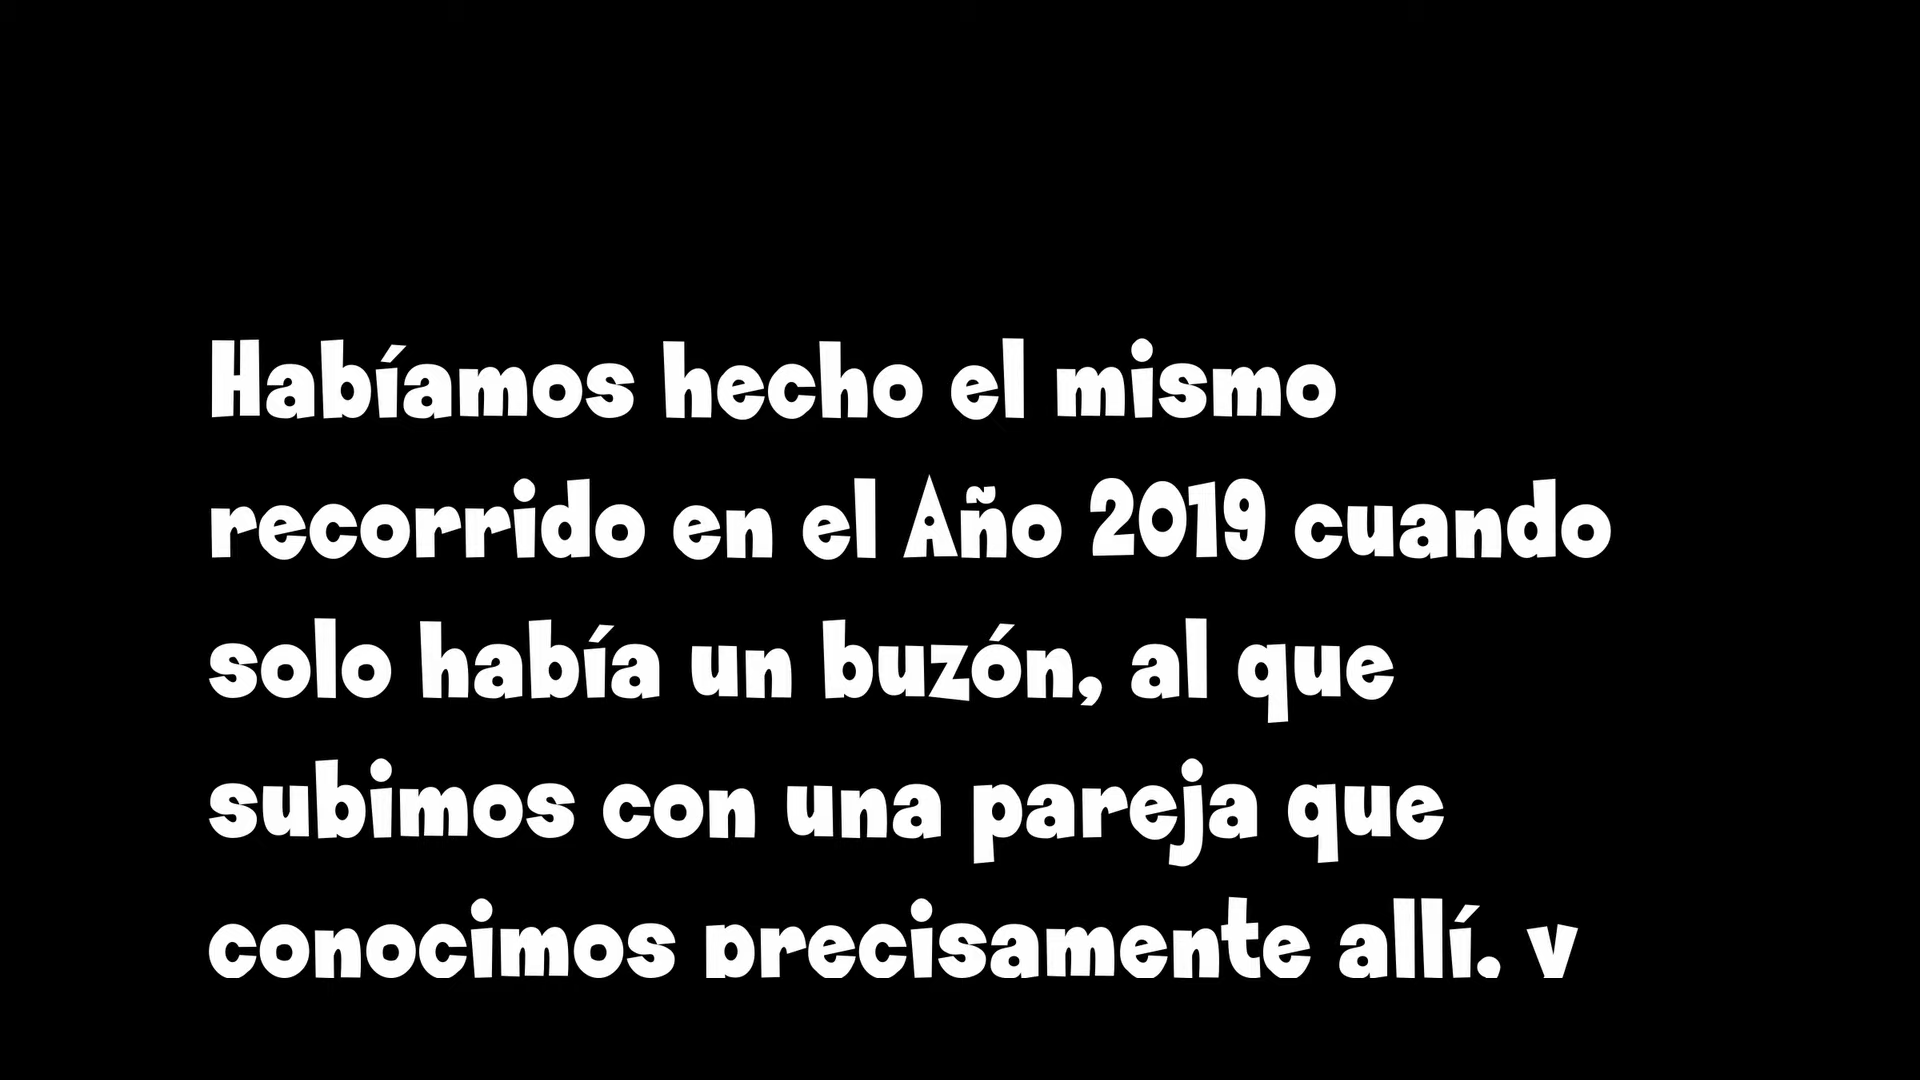 Habíamos hecho el mismo
recorrido en el Año 2019 cuando
solo había un buzón, al que
subimos con una pareja que
conocimos precisamente allí, y